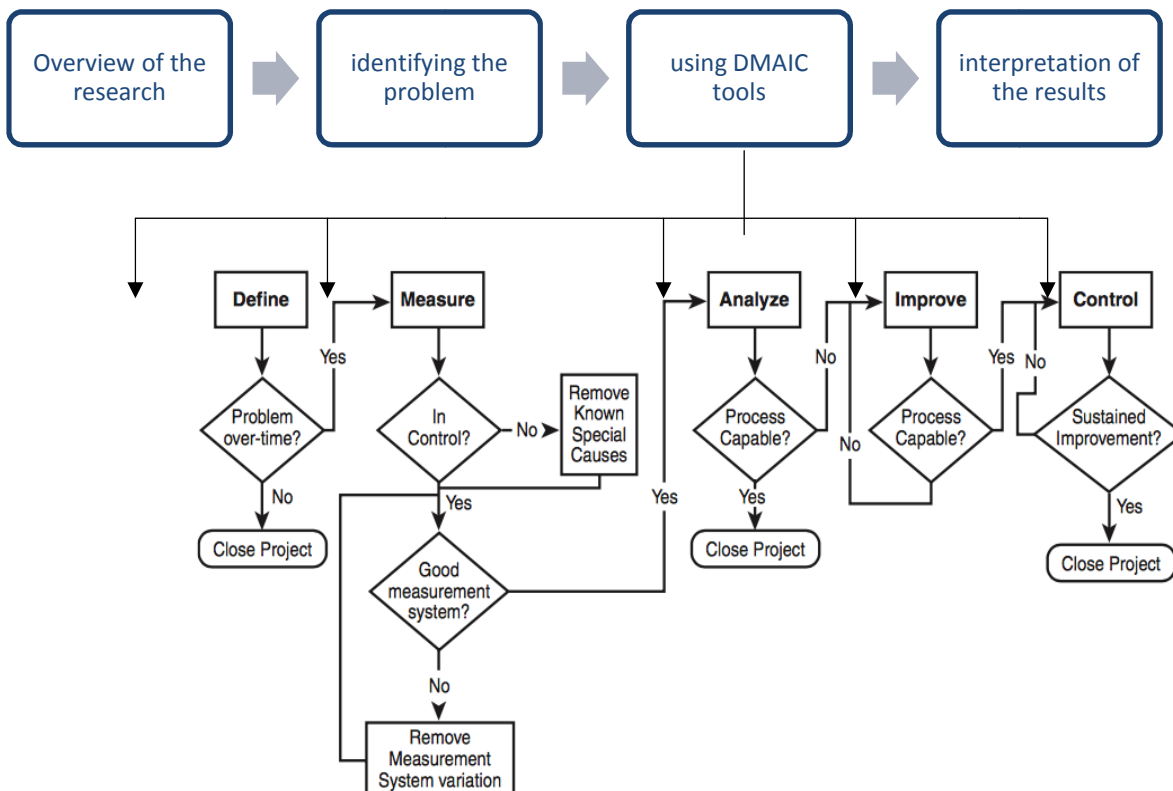 Overview of the
research
identifying the
problem
using DMAIC
tools
interpretation of
the results
Define
Measure
Analyze
Improve
Control
Yes
No
Yes
No
Problem
over-time?
In
Control?
No
Remove
Known
Special
Causes
Process
Capable?
No
Process
Capable?
Sustained
Improvement?
No
Yes
Yes
Yes
Yes
Close Project
Good
measurement
system?
Close Project
Close Project
No
Remove
Measurement
System variation